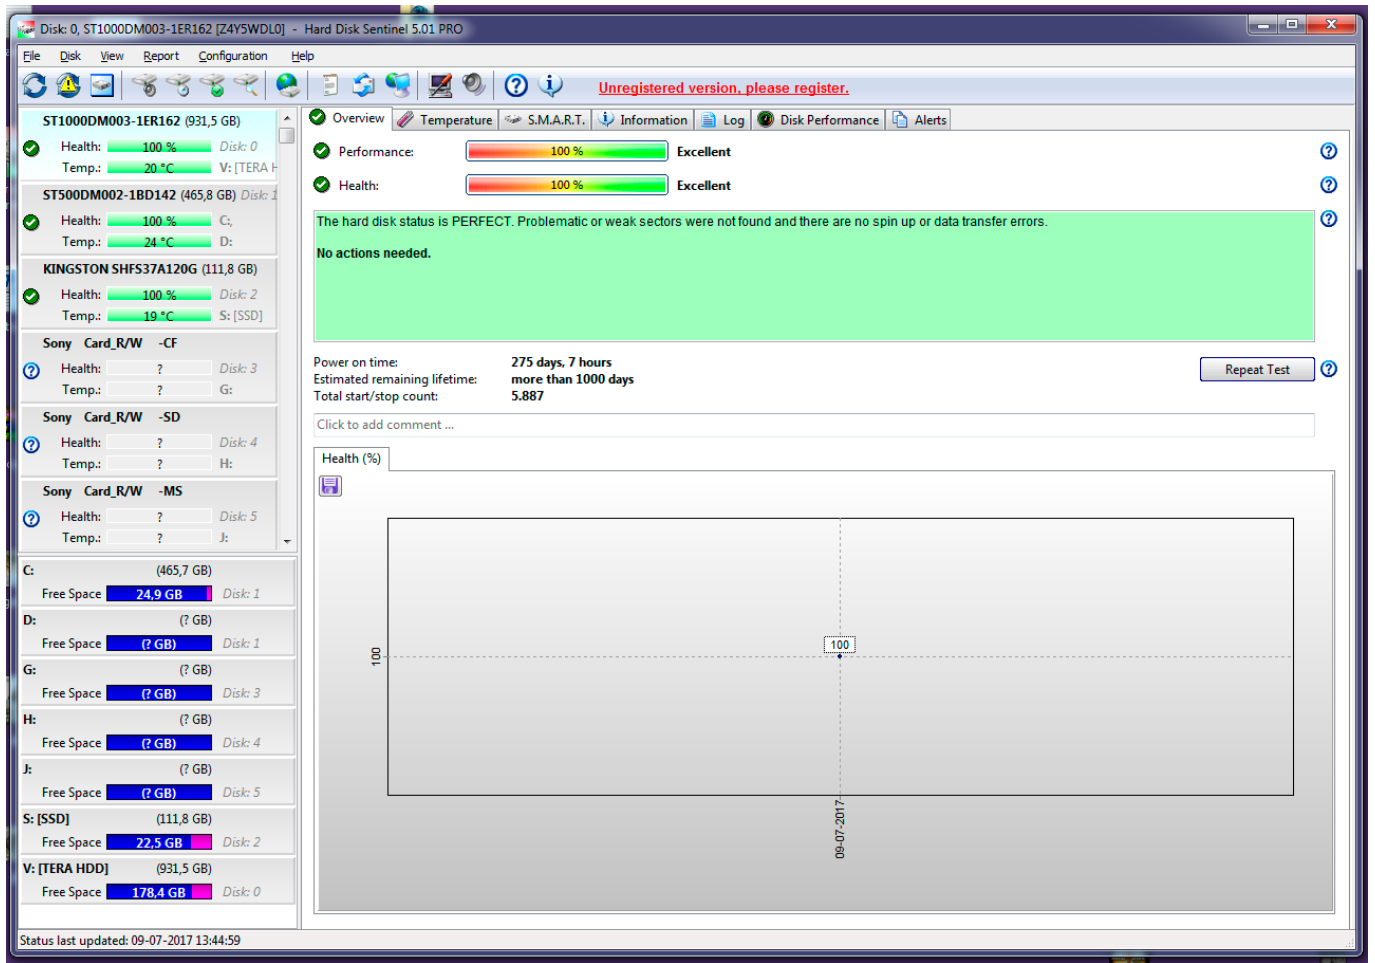 Disk: 0, ST1000DM003-1ER162 [Z4Y5WDL0] - Hard Disk Sentinel 5.01 PRO
File Disk View Report Configuration Help
Unregistered version, please register.
ST1000DM003-1ER162 (931,5 GB)
Health: 100 % Disk: 0
Temp.: 20 °C V: [TERA H
ST500DM002-1BD142 (465,8 GB) Disk: 1
Health: 100 % C:,
Temp.: 24 °C D:
KINGSTON SHFS37A120G (111,8 GB)
Health: 100 % Disk: 2
Temp.: 19 °C S: [SSD]
Sony Card_R/W -CF
Health: ? Disk: 3
Temp.: ? G:
Sony Card_R/W -SD
Health: ? Disk: 4
Temp.: ? H:
Sony Card_R/W -MS
Health: ? Disk: 5
Temp.: ? J:
C: (465,7 GB)
Free Space 24,9 GB Disk: 1
D: (? GB)
Free Space (? GB) Disk: 1
G: (? GB)
Free Space (? GB) Disk: 3
H: (? GB)
Free Space (? GB) Disk: 4
J: (? GB)
Free Space (? GB) Disk: 5
S: [SSD] (111,8 GB)
Free Space 22,5 GB Disk: 2
V: [TERA HDD] (931,5 GB)
Free Space 178,4 GB Disk: 0
Overview Temperature S.M.A.R.T. Information Log Disk Performance Alerts
Performance: 100 % Excellent
Health: 100 % Excellent
The hard disk status is PERFECT. Problematic or weak sectors were not found and there are no spin up or data transfer errors.
No actions needed.
Power on time: 275 days, 7 hours
Estimated remaining lifetime: more than 1000 days
Total start/stop count: 5.887
Repeat Test
Click to add comment ...
Health (%)
100
100
09-07-2017
Status last updated: 09-07-2017 13:44:59